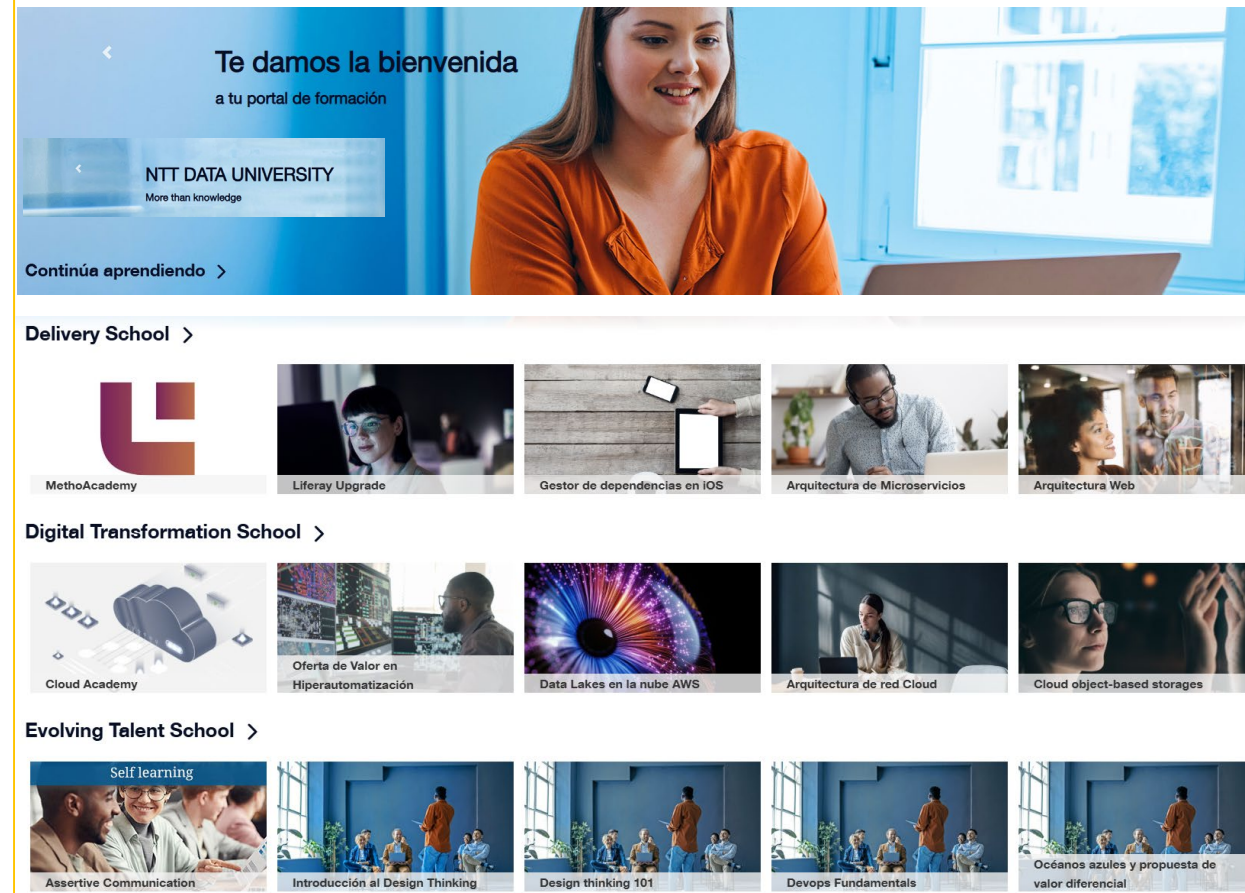 Te damos la bienvenida
a tu portal de formación
NTT DATA UNIVERSITY
More than knowledge
Continúa aprendiendo
Delivery School
MethoAcademy
Liferay Upgrade
Gestor de dependencias en iOS
Arquitectura de Microservicios
Arquitectura Web
Digital Transformation School
Cloud Academy
Oferta de Valor en
Hiperautomatización
Data Lakes en la nube AWS
Arquitectura de red Cloud
Cloud object-based storages
Evolving Talent School
Self learning
Assertive Communication
Introducción al Design Thinking
Design thinking 101
Devops Fundamentals
Océanos azules y propuesta de
valor diferencial